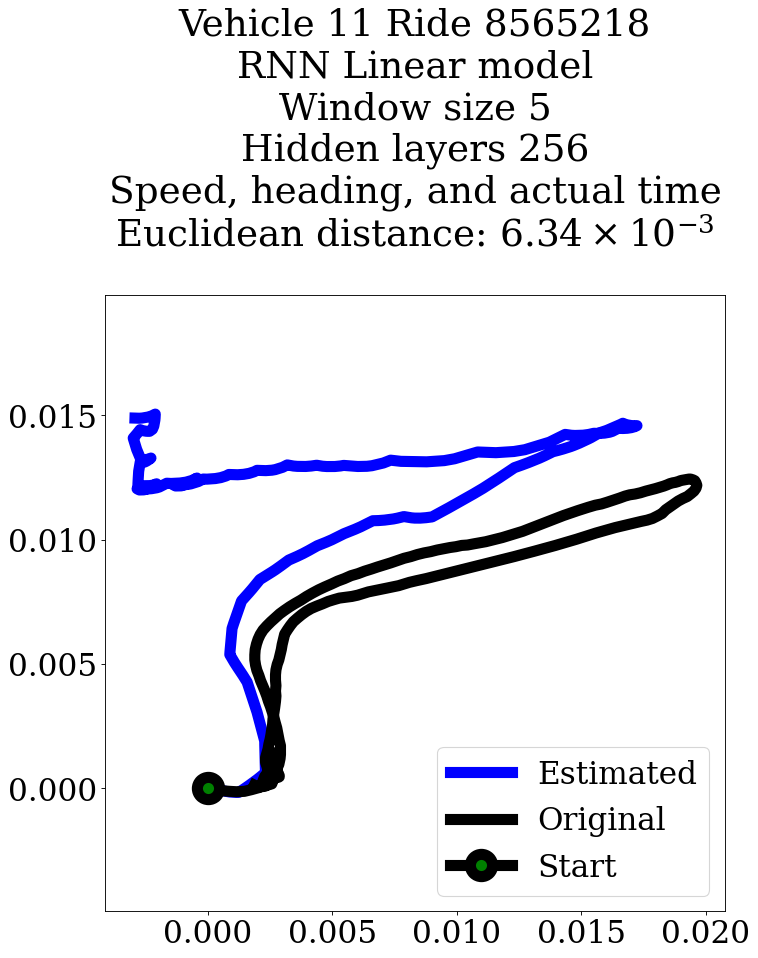 Vehicle 11 Ride 8565218
RNN Linear model
Window size 5
Hidden layers 256
Speed, heading, and actual time
Euclidean distance: 6.34 × 10⁻³
0.015
0.010
0.005
0.000
Estimated
Original
Start
0.000 0.005 0.010 0.015 0.020